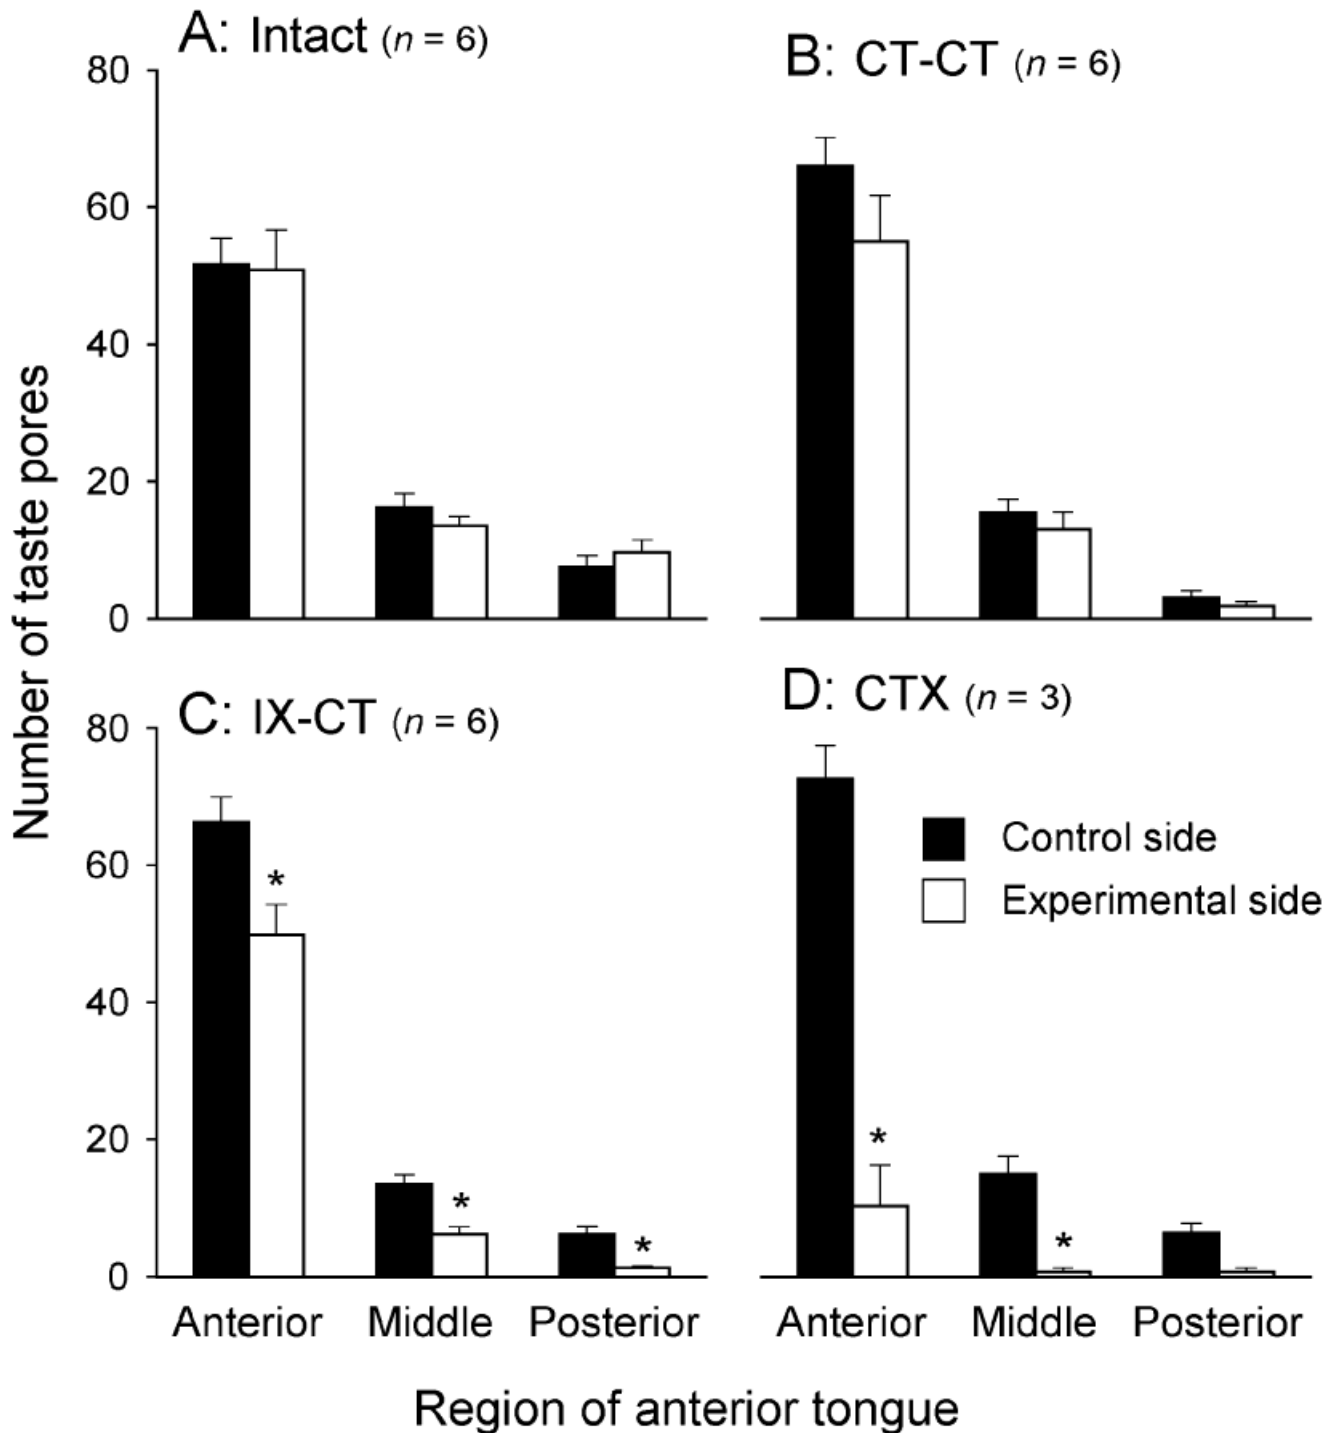 A: Intact (n = 6)
B: CT-CT (n = 6)
80
60
40
20
0
C: IX-CT (n = 6)
D: CTX (n = 3)
80
60
40
20
0
*
*
*
*
*
Control side
Experimental side
Anterior Middle Posterior
Anterior Middle Posterior
Number of taste pores
Region of anterior tongue